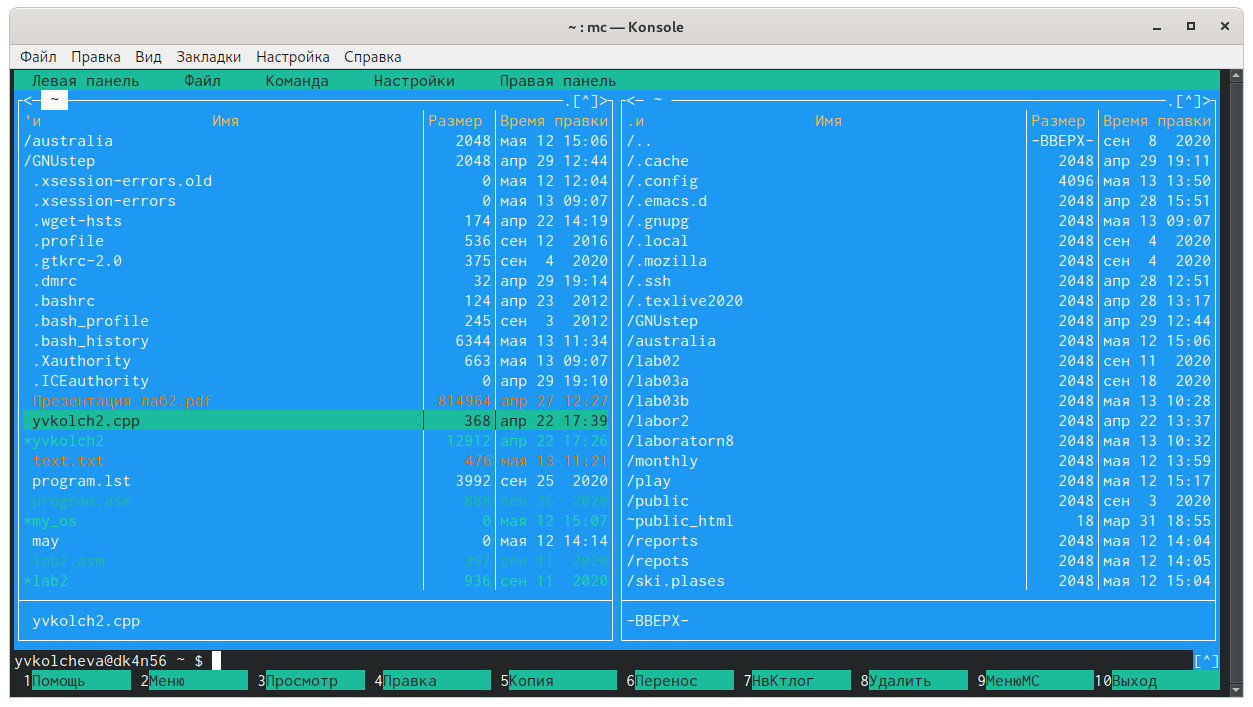 ~ : mc — Konsole
Файл Правка Вид Закладки Настройка Справка
Левая панель Файл Команда Настройки Правая панель
<─ ~ ─.[^]>
'и Имя Размер Время правки
/australia 2048 мая 12 15:06
/GNUstep 2048 апр 29 12:44
.xsession-errors.old 0 мая 12 12:04
.xsession-errors 0 мая 13 09:07
.wget-hsts 174 апр 22 14:19
.profile 536 сен 12 2016
.gtkrc-2.0 375 сен 4 2020
.dmrc 32 апр 29 19:14
.bashrc 124 апр 23 2012
.bash_profile 245 сен 3 2012
.bash_history 6344 мая 13 11:34
.Xauthority 663 мая 13 09:07
.ICEauthority 0 апр 29 19:10
Презентация лаб2.pdf 814964 апр 27 12:27
yvkolch2.cpp 368 апр 22 17:39
*yvkolch2 12912 апр 22 17:26
text.txt 476 мая 13 11:21
program.lst 3992 сен 25 2020
program.asm 888 сен 25 2020
*my_os 0 мая 12 15:07
may 0 мая 12 14:14
lab2.asm 397 сен 11 2020
*lab2 936 сен 11 2020
yvkolch2.cpp
<─ ~ ─.[^]>
.и Имя Размер Время правки
/.. -ВВЕРХ- сен 8 2020
/.cache 2048 апр 29 19:11
/.config 4096 мая 13 13:50
/.emacs.d 2048 апр 28 15:51
/.gnupg 2048 мая 13 09:07
/.local 2048 сен 4 2020
/.mozilla 2048 сен 4 2020
/.ssh 2048 апр 28 12:51
/.texlive2020 2048 апр 28 13:17
/GNUstep 2048 апр 29 12:44
/australia 2048 мая 12 15:06
/lab02 2048 сен 11 2020
/lab03a 2048 сен 18 2020
/lab03b 2048 мая 13 10:28
/labor2 2048 апр 22 13:37
/laboratorn8 2048 мая 13 10:32
/monthly 2048 мая 12 13:59
/play 2048 мая 12 15:17
/public 2048 сен 3 2020
~public_html 18 мар 31 18:55
/reports 2048 мая 12 14:04
/repots 2048 мая 12 14:05
/ski.plases 2048 мая 12 15:04
-ВВЕРХ-
yvkolcheva@dk4n56 ~ $ [^]
1Помощь 2Меню 3Просмотр 4Правка 5Копия 6Перенос 7НвКтлог 8Удалить 9МенюМС 10Выход